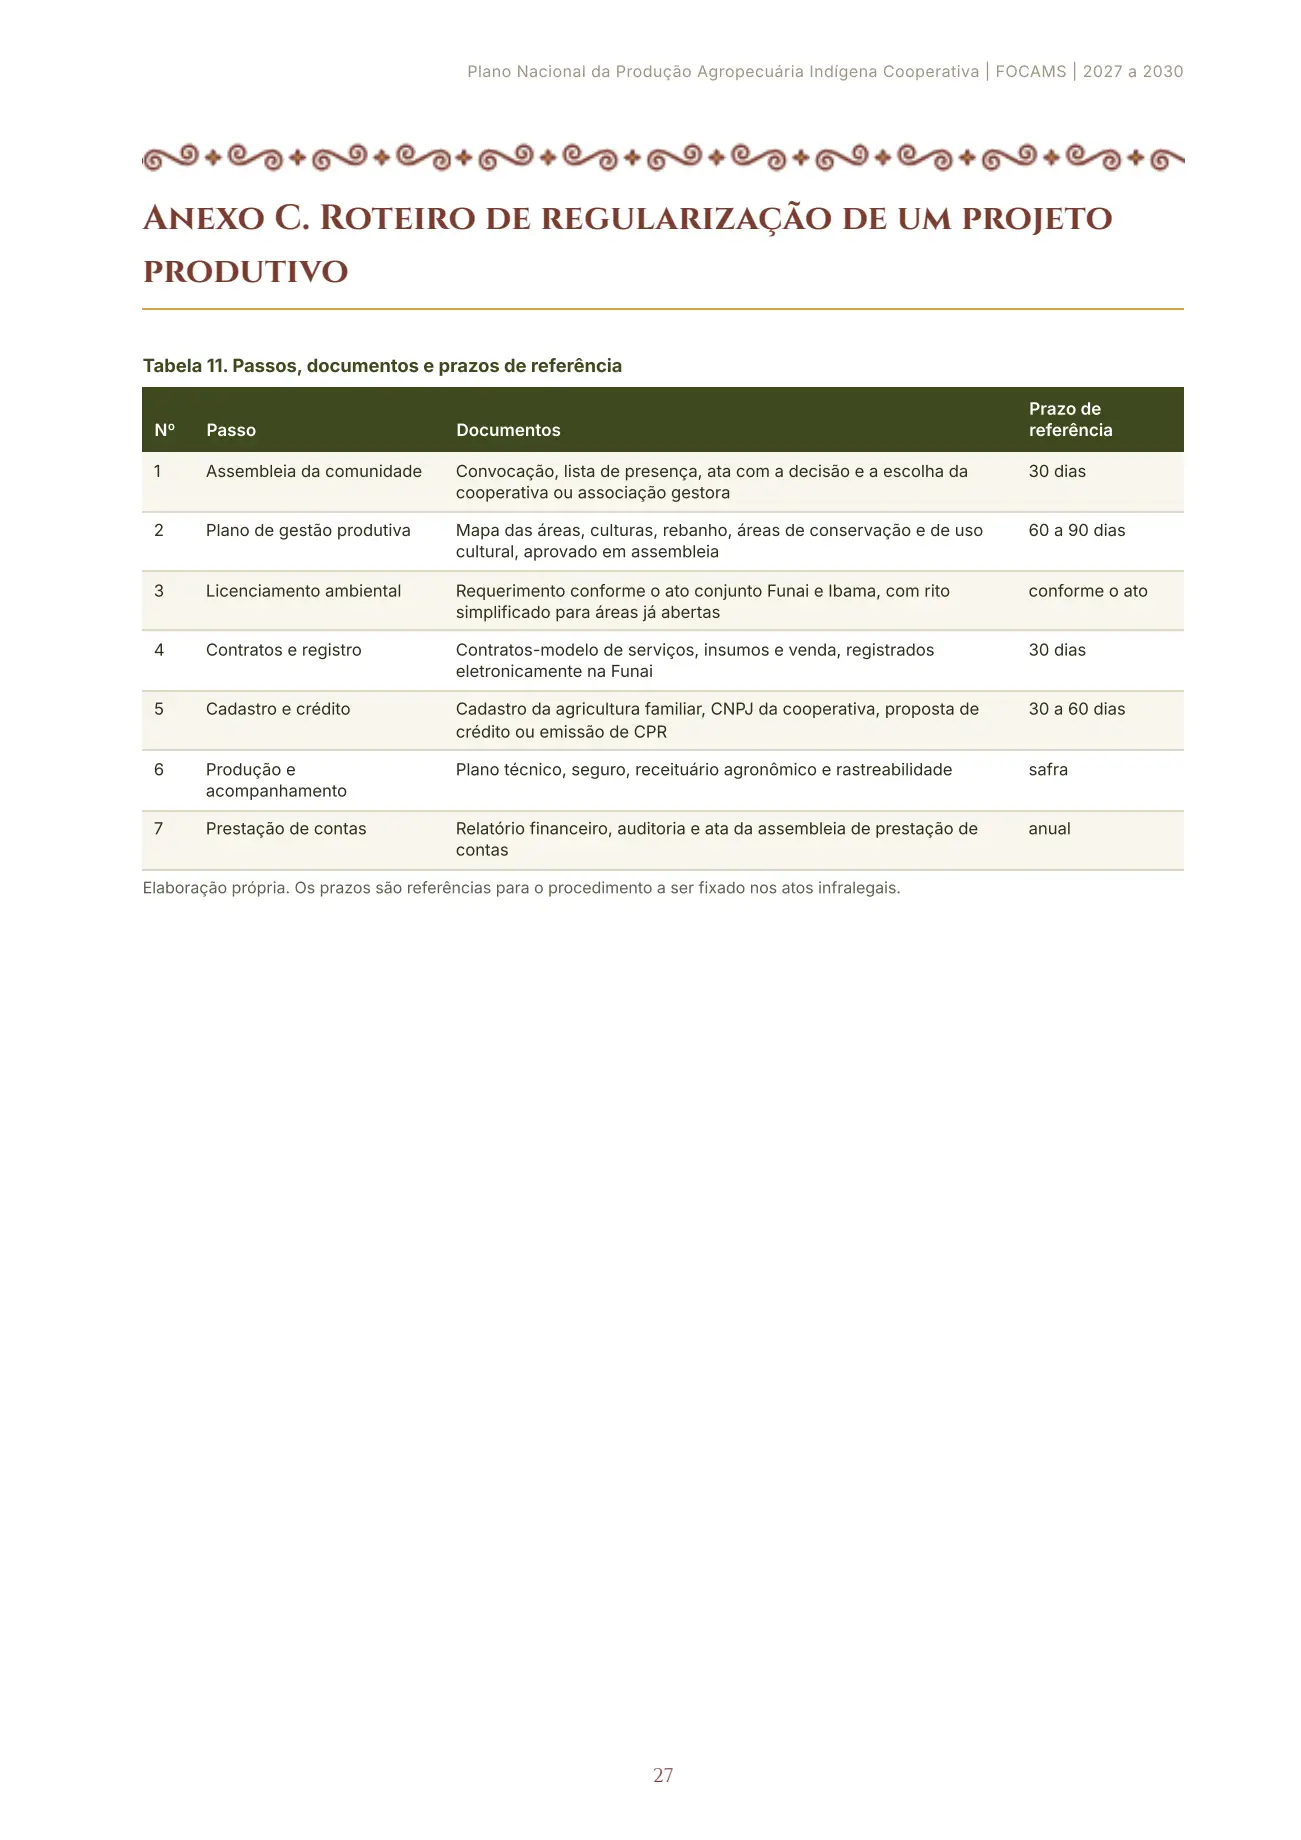 Plano Nacional da Produção Agropecuária Indígena Cooperativa | FOCAMS | 2027 a 2030
Anexo C. Roteiro de regularização de um projeto
produtivo
Tabela 11. Passos, documentos e prazos de referência
Nº Passo Documentos Prazo de referência
1 Assembleia da comunidade Convocação, lista de presença, ata com a decisão e a escolha da 30 dias
cooperativa ou associação gestora
2 Plano de gestão produtiva Mapa das áreas, culturas, rebanho, áreas de conservação e de uso 60 a 90 dias
cultural, aprovado em assembleia
3 Licenciamento ambiental Requerimento conforme o ato conjunto Funai e Ibama, com rito conforme o ato
simplificado para áreas já abertas
4 Contratos e registro Contratos-modelo de serviços, insumos e venda, registrados 30 dias
eletronicamente na Funai
5 Cadastro e crédito Cadastro da agricultura familiar, CNPJ da cooperativa, proposta de 30 a 60 dias
crédito ou emissão de CPR
6 Produção e Plano técnico, seguro, receituário agronômico e rastreabilidade safra
acompanhamento
7 Prestação de contas Relatório financeiro, auditoria e ata da assembleia de prestação de anual
contas
Elaboração própria. Os prazos são referências para o procedimento a ser fixado nos atos infralegais.
27